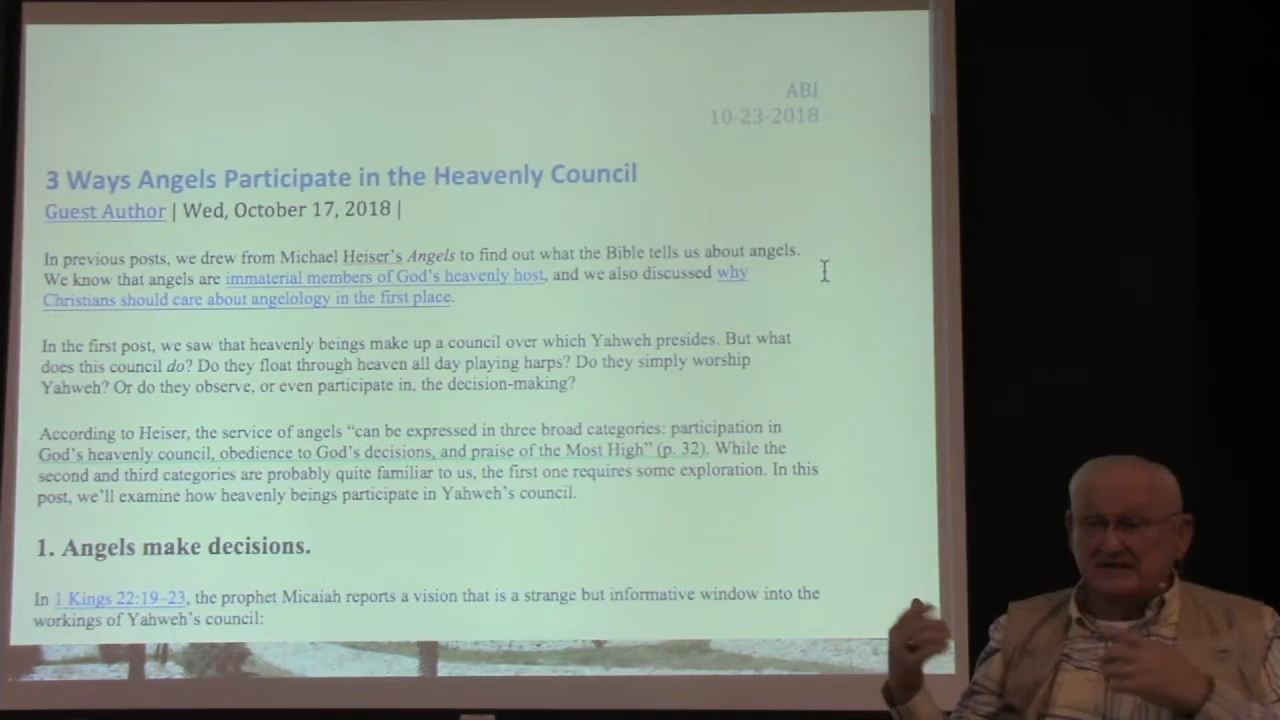 ABI
10-23-2018
3 Ways Angels Participate in the Heavenly Council
Guest Author | Wed, October 17, 2018 |
In previous posts, we drew from Michael Heiser's Angels to find out what the Bible tells us about angels.
We know that angels are immaterial members of God's heavenly host, and we also discussed why
Christians should care about angelology in the first place.
In the first post, we saw that heavenly beings make up a council over which Yahweh presides. But what
does this council do? Do they float through heaven all day playing harps? Do they simply worship
Yahweh? Or do they observe, or even participate in, the decision-making?
According to Heiser, the service of angels “can be expressed in three broad categories: participation in
God's heavenly council, obedience to God's decisions, and praise of the Most High” (p. 32). While the
second and third categories are probably quite familiar to us, the first one requires some exploration. In this
post, we'll examine how heavenly beings participate in Yahweh's council.
1. Angels make decisions.
In 1 Kings 22:19–23, the prophet Micaiah reports a vision that is a strange but informative window into the
workings of Yahweh's council: